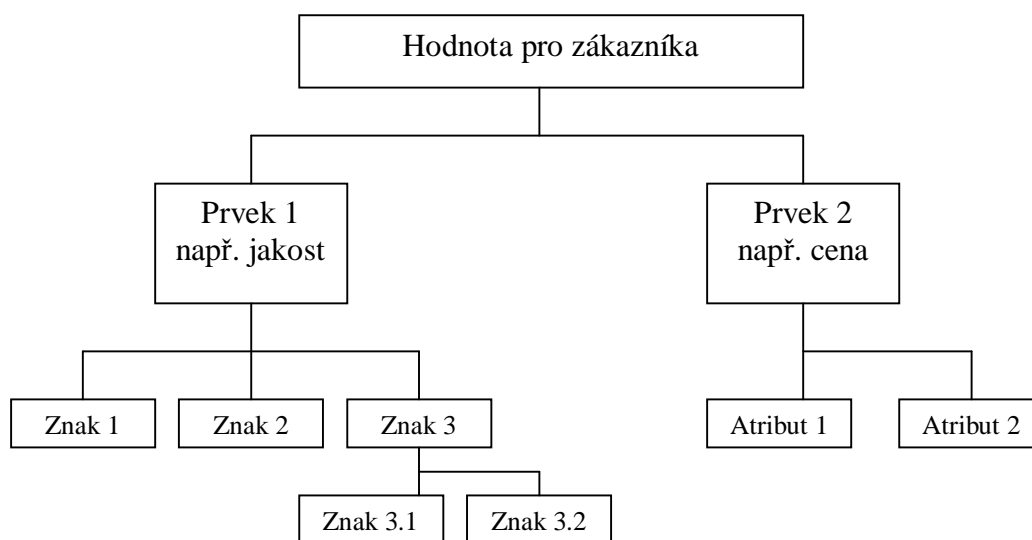 Hodnota pro zákazníka
Prvek 1
např. jakost
Prvek 2
např. cena
Znak 1
Znak 2
Znak 3
Atribut 1
Atribut 2
Znak 3.1
Znak 3.2